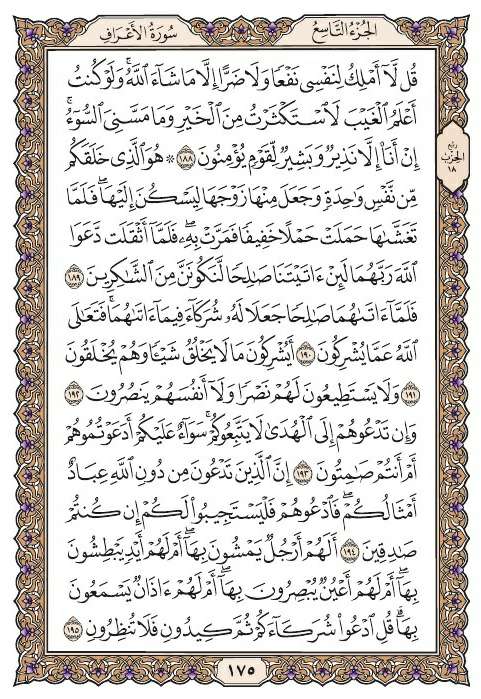 الجزء التاسع
سورة الأعراف
قُل لَّآ أَمْلِكُ لِنَفْسِى نَفْعًا وَلَا ضَرًّا إِلَّا مَا شَآءَ ٱللَّهُ ۚ وَلَوْ كُنتُ
أَعْلَمُ ٱلْغَيْبَ لَٱسْتَكْثَرْتُ مِنَ ٱلْخَيْرِ وَمَا مَسَّنِىَ ٱلسُّوٓءُ ۚ
إِنْ أَنَا۠ إِلَّا نَذِيرٌ وَبَشِيرٌ لِّقَوْمٍ يُؤْمِنُونَ ١٨٨ ۞ هُوَ ٱلَّذِى خَلَقَكُم
مِّن نَّفْسٍ وَٰحِدَةٍ وَجَعَلَ مِنْهَا زَوْجَهَا لِيَسْكُنَ إِلَيْهَا ۖ فَلَمَّا
تَغَشَّىٰهَا حَمَلَتْ حَمْلًا خَفِيفًا فَمَرَّتْ بِهِۦ ۖ فَلَمَّآ أَثْقَلَت دَّعَوَا
ٱللَّهَ رَبَّهُمَا لَئِنْ ءَاتَيْتَنَا صَٰلِحًا لَّنَكُونَنَّ مِنَ ٱلشَّٰكِرِينَ ١٨٩
فَلَمَّآ ءَاتَىٰهُمَا صَٰلِحًا جَعَلَا لَهُۥ شُرَكَآءَ فِيمَآ ءَاتَىٰهُمَا ۚ فَتَعَٰلَى
ٱللَّهُ عَمَّا يُشْرِكُونَ ١٩٠ أَيُشْرِكُونَ مَا لَا يَخْلُقُ شَيْـًٔا وَهُمْ يُخْلَقُونَ
١٩١ وَلَا يَسْتَطِيعُونَ لَهُمْ نَصْرًا وَلَآ أَنفُسَهُمْ يَنصُرُونَ ١٩٢
وَإِن تَدْعُوهُمْ إِلَى ٱلْهُدَىٰ لَا يَتَّبِعُوكُمْ ۚ سَوَآءٌ عَلَيْكُمْ أَدَعَوْتُمُوهُمْ
أَمْ أَنتُمْ صَٰمِتُونَ ١٩٣ إِنَّ ٱلَّذِينَ تَدْعُونَ مِن دُونِ ٱللَّهِ عِبَادٌ
أَمْثَالُكُمْ ۖ فَٱدْعُوهُمْ فَلْيَسْتَجِيبُوا۟ لَكُمْ إِن كُنتُمْ
صَٰدِقِينَ ١٩٤ أَلَهُمْ أَرْجُلٌ يَمْشُونَ بِهَآ ۖ أَمْ لَهُمْ أَيْدٍ يَبْطِشُونَ
بِهَآ ۖ أَمْ لَهُمْ أَعْيُنٌ يُبْصِرُونَ بِهَآ ۖ أَمْ لَهُمْ ءَاذَانٌ يَسْمَعُونَ
بِهَا ۗ قُلِ ٱدْعُوا۟ شُرَكَآءَكُمْ ثُمَّ كِيدُونِ فَلَا تُنظِرُونِ ١٩٥
ربع
الحزب
١٨
١٧٥